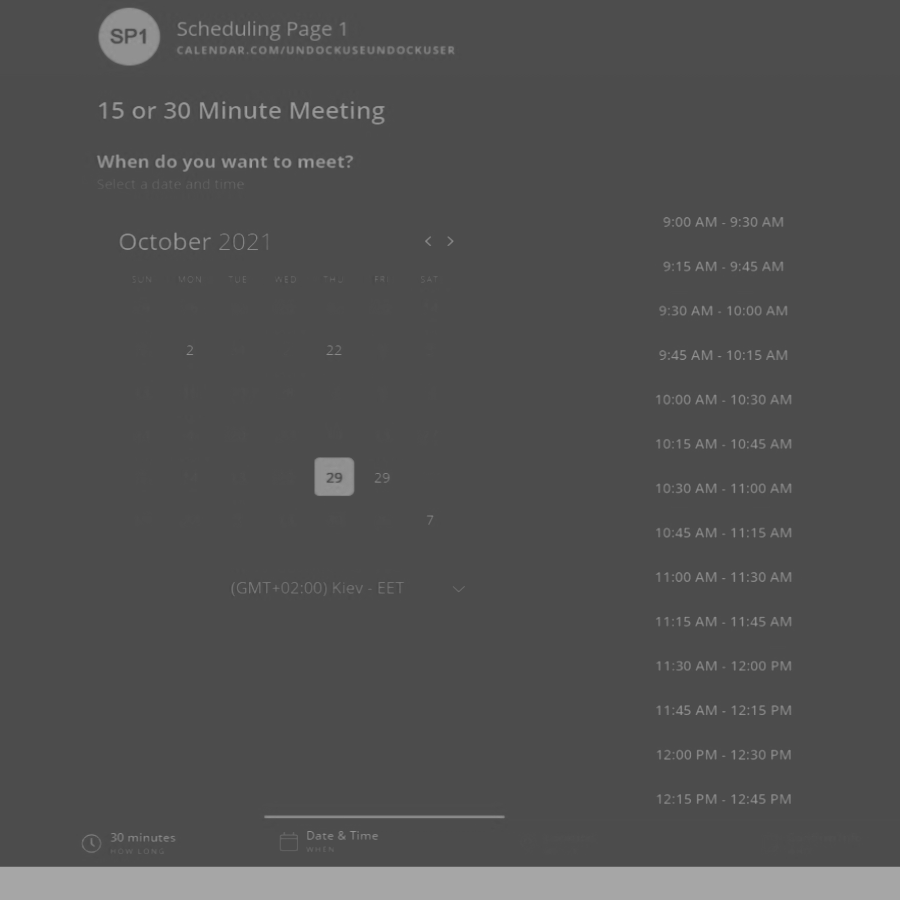 SP1
Scheduling Page 1
CALENDAR.COM/UNDOCKUSEUNDOCKUSER
15 or 30 Minute Meeting
When do you want to meet?
Select a date and time
October 2021
SUN MON TUE WED THU FRI SAT
2 22
29 29
7
(GMT+02:00) Kiev - EET
9:00 AM - 9:30 AM
9:15 AM - 9:45 AM
9:30 AM - 10:00 AM
9:45 AM - 10:15 AM
10:00 AM - 10:30 AM
10:15 AM - 10:45 AM
10:30 AM - 11:00 AM
10:45 AM - 11:15 AM
11:00 AM - 11:30 AM
11:15 AM - 11:45 AM
11:30 AM - 12:00 PM
11:45 AM - 12:15 PM
12:00 PM - 12:30 PM
12:15 PM - 12:45 PM
30 minutes
HOW LONG
Date & Time
WHEN